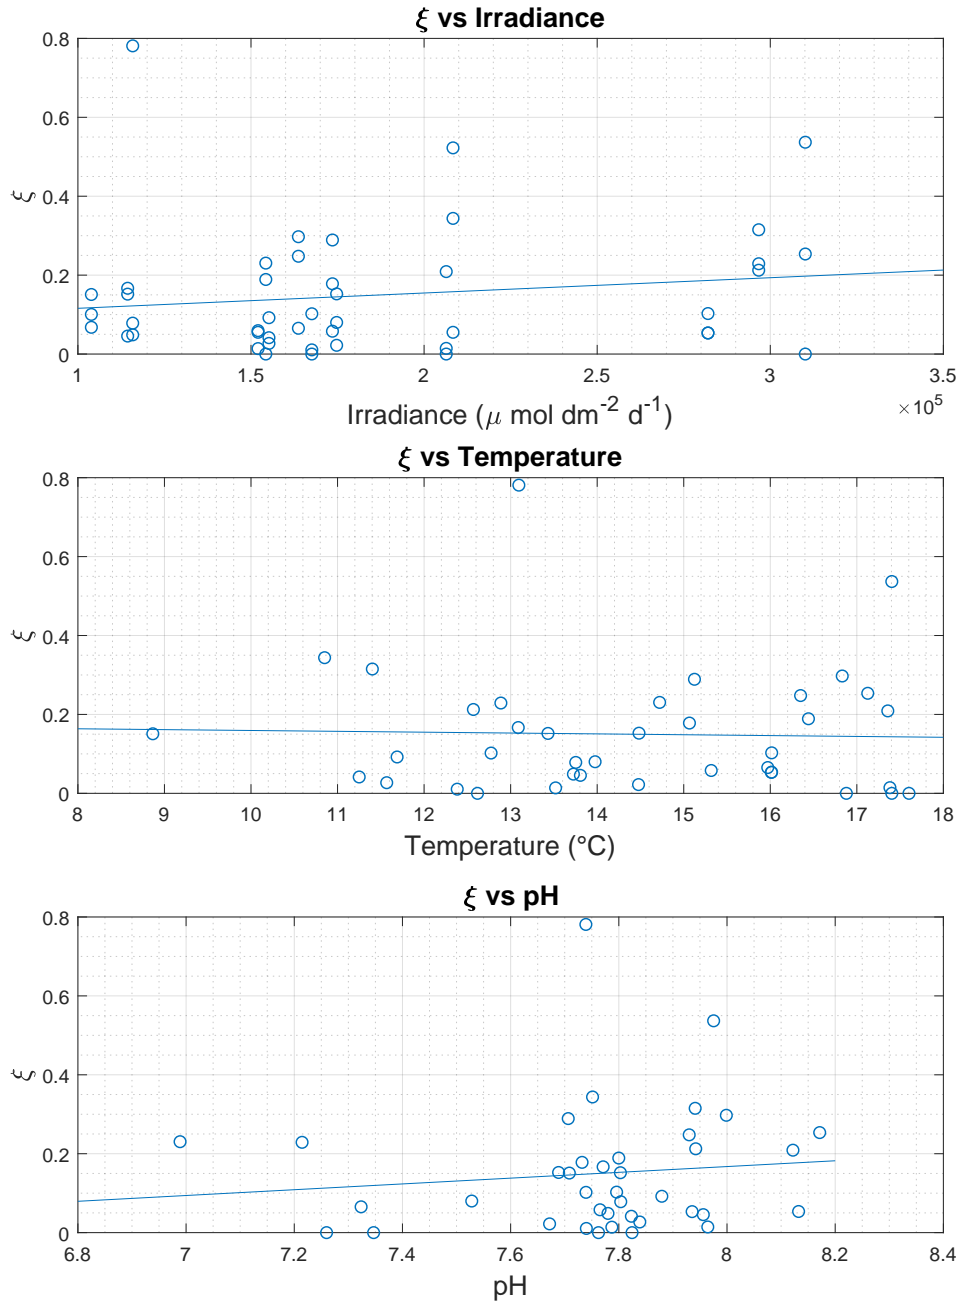 ξ vs Irradiance
0.8
0.6
0.4
0.2
0
ξ
1 1.5 2 2.5 3 3.5
×10⁵
Irradiance (μ mol dm⁻² d⁻¹)
ξ vs Temperature
0.8
0.6
0.4
0.2
0
ξ
8 9 10 11 12 13 14 15 16 17 18
Temperature (°C)
ξ vs pH
0.8
0.6
0.4
0.2
0
ξ
6.8 7 7.2 7.4 7.6 7.8 8 8.2 8.4
pH